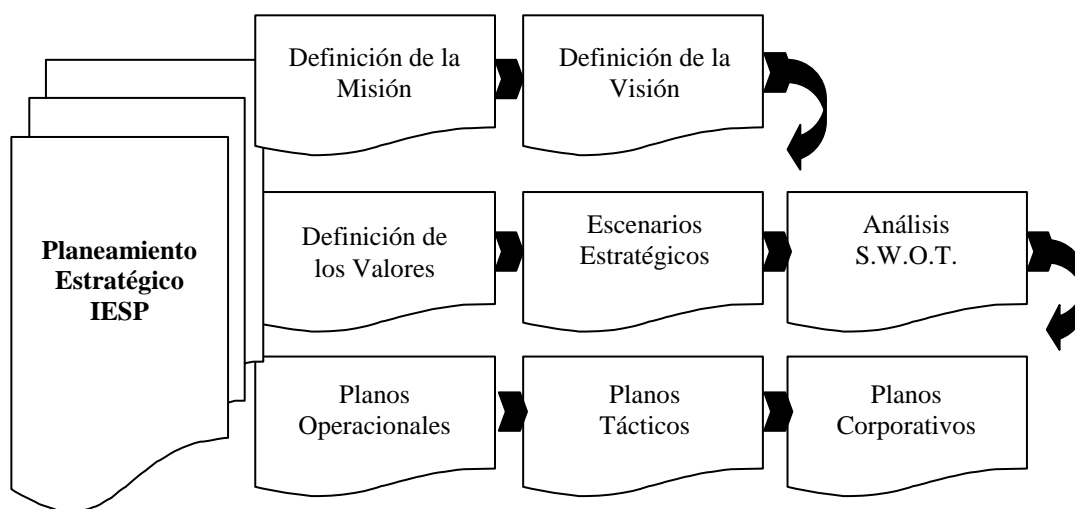 Definición de la
Misión
Definición de la
Visión
Planeamiento
Estratégico
IESP
Definición de
los Valores
Escenarios
Estratégicos
Análisis
S.W.O.T.
Planos
Operacionales
Planos
Tácticos
Planos
Corporativos